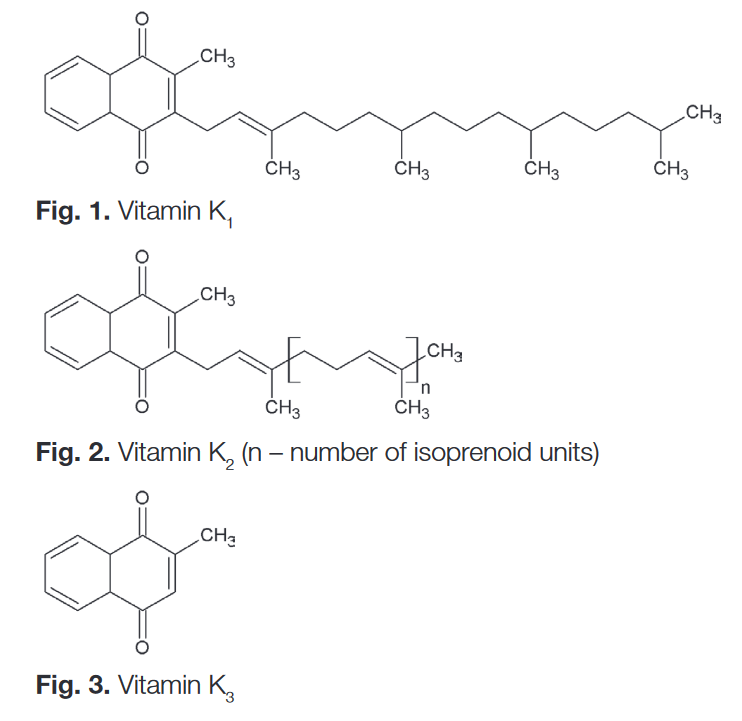 O
CH₃
CH₃
O
CH₃
CH₃
CH₃
CH₃
Fig. 1. Vitamin K₁
O
CH₃
CH₃
n
O
CH₃
CH₃
Fig. 2. Vitamin K₂ (n – number of isoprenoid units)
O
CH₃
O
Fig. 3. Vitamin K₃